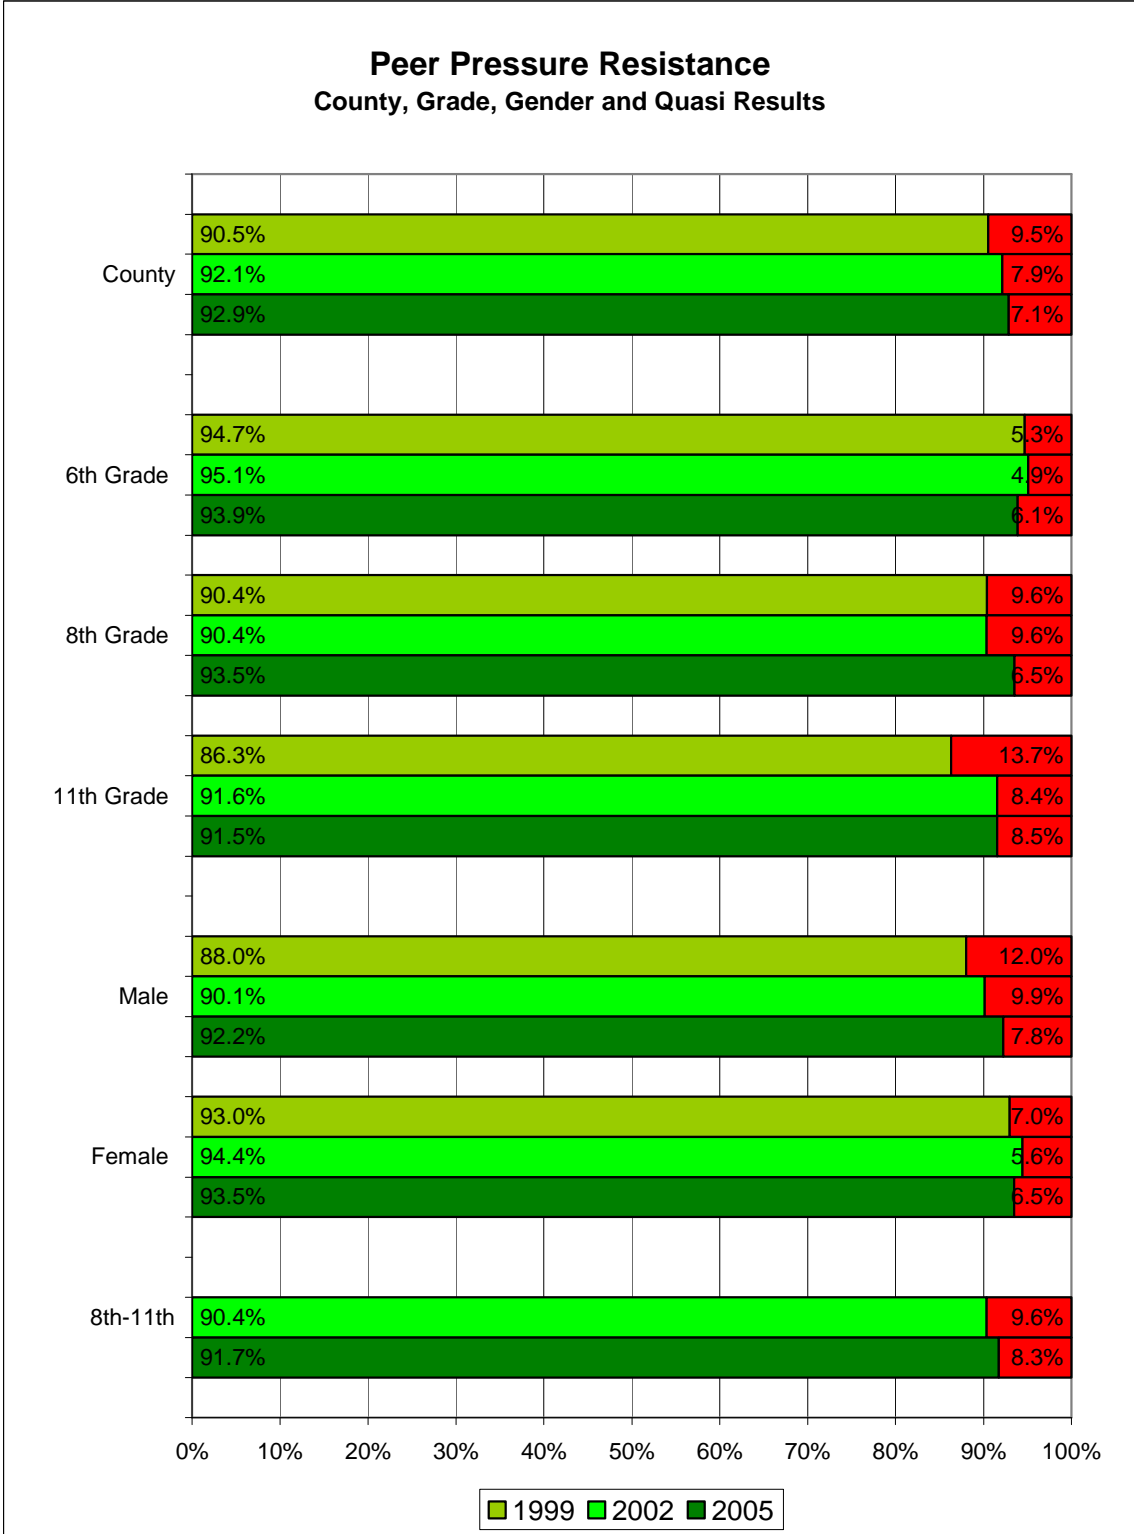 Peer Pressure Resistance
County, Grade, Gender and Quasi Results
90.5% 9.5%
County 92.1% 7.9%
92.9% 7.1%
94.7% 5.3%
6th Grade 95.1% 4.9%
93.9% 6.1%
90.4% 9.6%
8th Grade 90.4% 9.6%
93.5% 6.5%
86.3% 13.7%
11th Grade 91.6% 8.4%
91.5% 8.5%
88.0% 12.0%
Male 90.1% 9.9%
92.2% 7.8%
93.0% 7.0%
Female 94.4% 5.6%
93.5% 6.5%
8th-11th 90.4% 9.6%
91.7% 8.3%
0% 10% 20% 30% 40% 50% 60% 70% 80% 90% 100%
1999 2002 2005